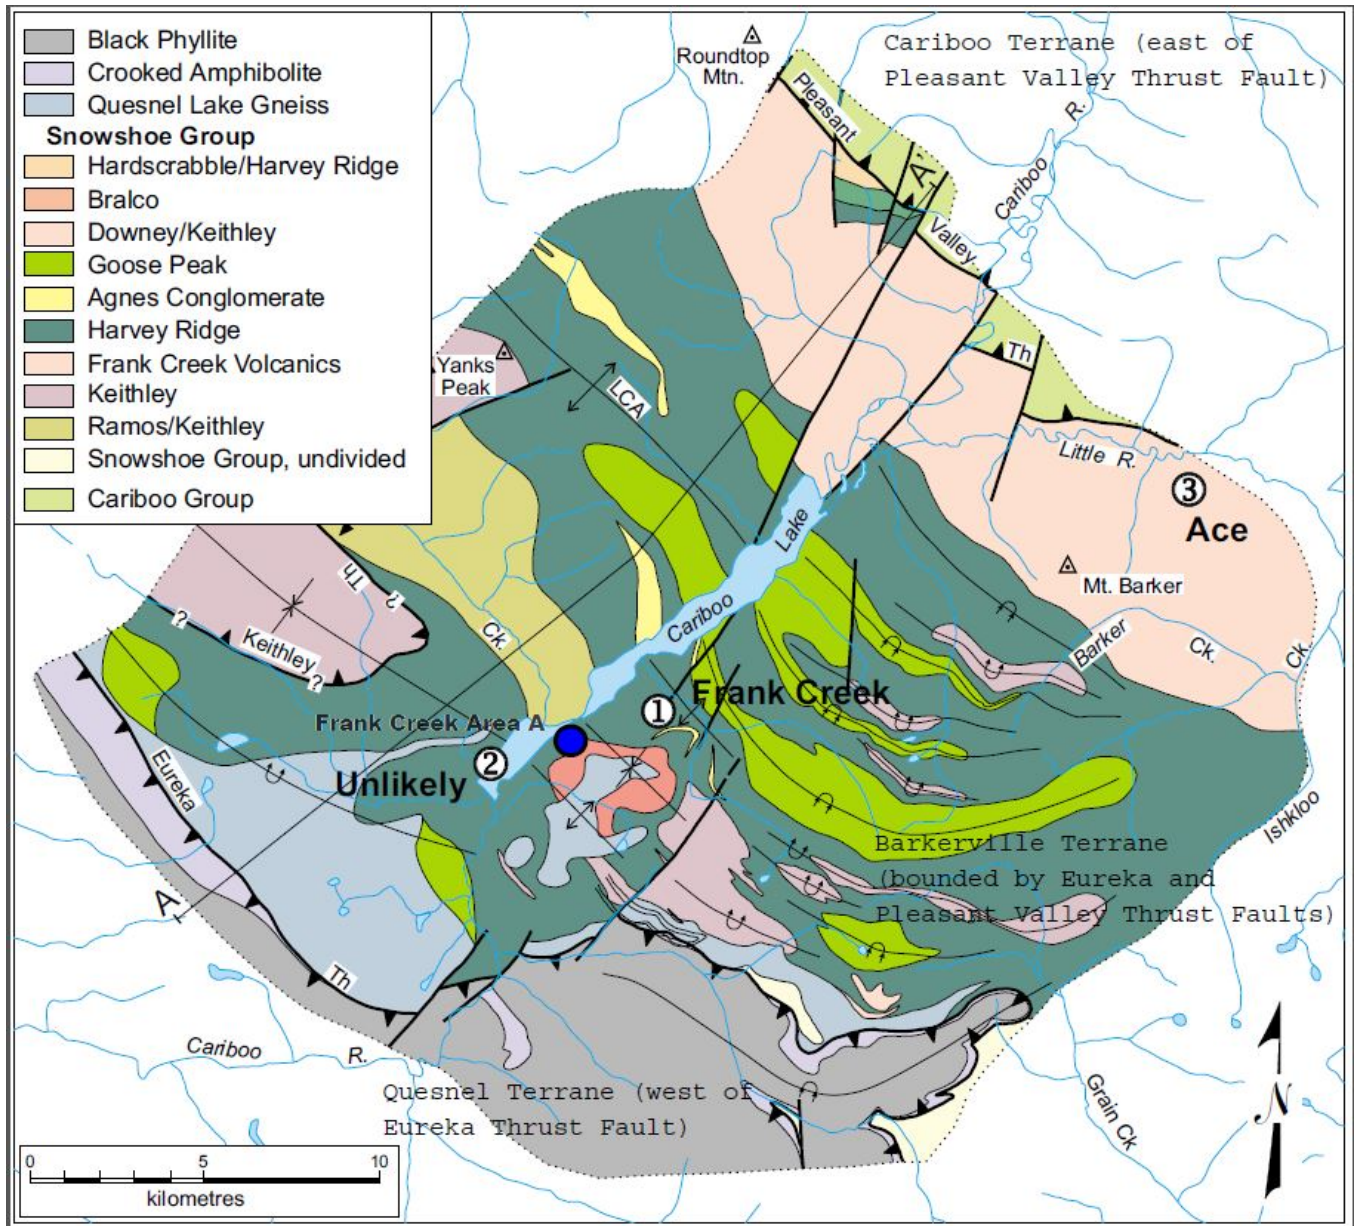 Black Phyllite
Crooked Amphibolite
Quesnel Lake Gneiss
Snowshoe Group
Hardscrabble/Harvey Ridge
Bralco
Downey/Keithley
Goose Peak
Agnes Conglomerate
Harvey Ridge
Frank Creek Volcanics
Keithley
Ramos/Keithley
Snowshoe Group, undivided
Cariboo Group
Roundtop
Mtn.
Cariboo Terrane (east of
Pleasant Valley Thrust Fault)
Pleasant
A'
Cariboo
R.
Valley
Th
Yanks
Peak
LCA
Little R.
3
Ace
Lake
Mt. Barker
Th
?
?
Keithley
?
Ck.
Cariboo
Barker
Ck.
Ck.
Frank Creek
1
Frank Creek Area A
2
Unlikely
Eureka
Ishkloo
Barkerville Terrane
(bounded by Eureka and
Pleasant Valley Thrust Faults)
A
Th
Cariboo
R.
Quesnel Terrane (west of
Eureka Thrust Fault)
Grain Ck
N
0 5 10
kilometres